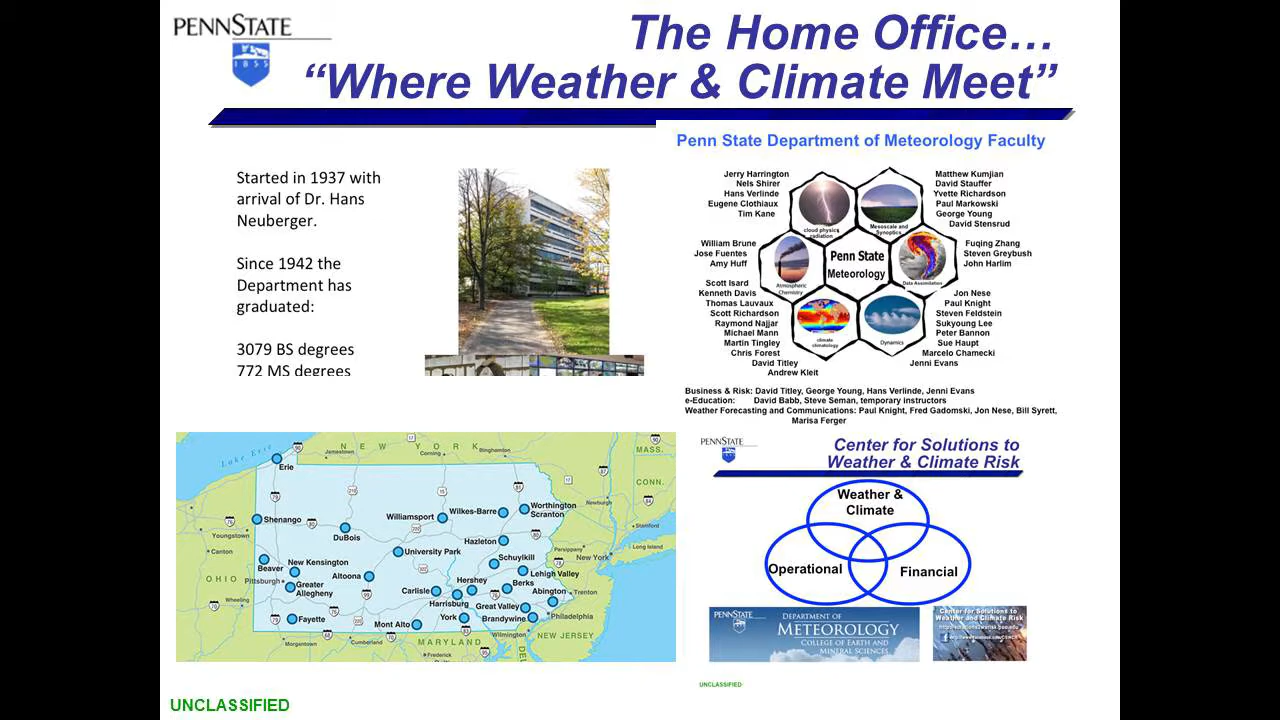 PENNSTATE
IBSS
The Home Office…
“Where Weather & Climate Meet”
Started in 1937 with
arrival of Dr. Hans
Neuberger.
Since 1942 the
Department has
graduated:
3079 BS degrees
772 MS degrees
Penn State Department of Meteorology Faculty
Jerry Harrington
Nels Shirer
Hans Verlinde
Eugene Clothiaux
Tim Kane
Matthew Kumjian
David Stauffer
Yvette Richardson
Paul Markowski
George Young
David Stensrud
cloud physics
radiation
Mesoscale and
Synoptics
William Brune
Jose Fuentes
Amy Huff
Atmospheric
Chemistry
Penn State
Meteorology
Data Assimilation
Fuqing Zhang
Steven Greybush
John Harlim
Scott Isard
Kenneth Davis
Thomas Lauvaux
Scott Richardson
Raymond Najjar
Michael Mann
Martin Tingley
Chris Forest
David Titley
Andrew Kleit
climate
climatology
Dynamics
Jon Nese
Paul Knight
Steven Feldstein
Sukyoung Lee
Peter Bannon
Sue Haupt
Marcelo Chamecki
Jenni Evans
Business & Risk: David Titley, George Young, Hans Verlinde, Jenni Evans
e-Education: David Babb, Steve Seman, temporary instructors
Weather Forecasting and Communications: Paul Knight, Fred Gadomski, Jon Nese, Bill Syrett,
Marisa Ferger
Lake Erie
NEW YORK
Jamestown
Corning
Binghamton
MASS.
CONN.
Erie
Shenango
Youngstown
Canton
DuBois
Williamsport
Wilkes-Barre
Worthington
Scranton
Newburgh
Stamford
Long Island
Hazleton
University Park
Parsippany
New York
Beaver
New Kensington
Schuylkill
OHIO
Pittsburgh
Greater
Allegheny
Altoona
Lehigh Valley
Hershey
Berks
Wheeling
Carlisle
Harrisburg
Abington
Trenton
Great Valley
Philadelphia
Fayette
Mont Alto
York
Brandywine
Morgantown
Cumberland
MARYLAND
Wilmington
NEW JERSEY
Frederick
DEL
PENNSTATE
Center for Solutions to
Weather & Climate Risk
Weather &
Climate
Operational
Financial
PENNSTATE
DEPARTMENT OF
METEOROLOGY
COLLEGE OF EARTH AND
MINERAL SCIENCES
Center for Solutions to
Weather and Climate Risk
UNCLASSIFIED
UNCLASSIFIED